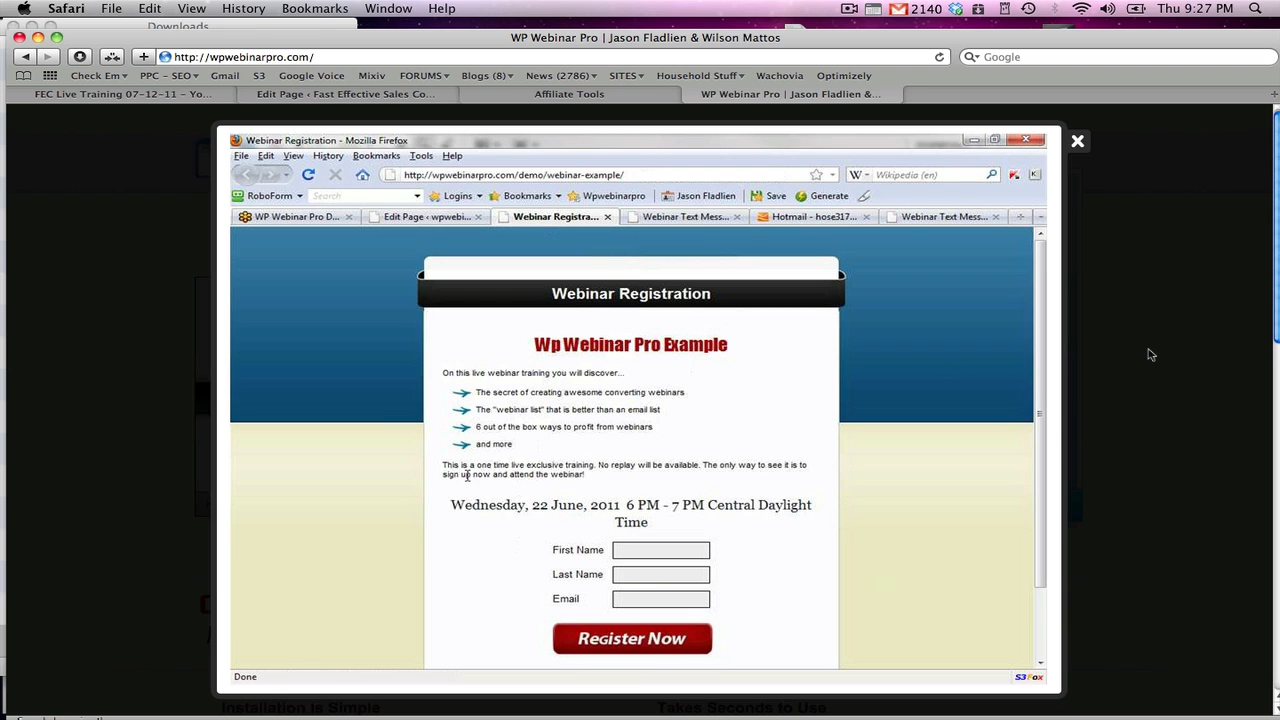 Safari File Edit View History Bookmarks Window Help 2140 Thu 9:27 PM
Downloads
WP Webinar Pro | Jason Fladlien & Wilson Mattos
http://wpwebinarpro.com/ Google
Check Em PPC - SEO Gmail S3 Google Voice Mixiv FORUMS Blogs (8) News (2786) SITES Household Stuff Wachovia Optimizely
FEC Live Training 07-12-11 – Yo... Edit Page ‹ Fast Effective Sales Co... Affiliate Tools WP Webinar Pro | Jason Fladlien &...
Webinar Registration - Mozilla Firefox
File Edit View History Bookmarks Tools Help
http://wpwebinarpro.com/demo/webinar-example/ W Wikipedia (en)
RoboForm Search Logins Bookmarks Wpwebinarpro Jason Fladlien Save Generate
WP Webinar Pro D... Edit Page ‹ wpwebi... Webinar Registra... Webinar Text Mess... Hotmail - hose317... Webinar Text Mess...
Webinar Registration
Wp Webinar Pro Example
On this live webinar training you will discover...
The secret of creating awesome converting webinars
The "webinar list" that is better than an email list
6 out of the box ways to profit from webinars
and more
This is a one time live exclusive training. No replay will be available. The only way to see it is to
sign up now and attend the webinar!
Wednesday, 22 June, 2011 6 PM - 7 PM Central Daylight
Time
First Name
Last Name
Email
Register Now
Done S3Fox
Installation is Simple Takes Seconds to Use